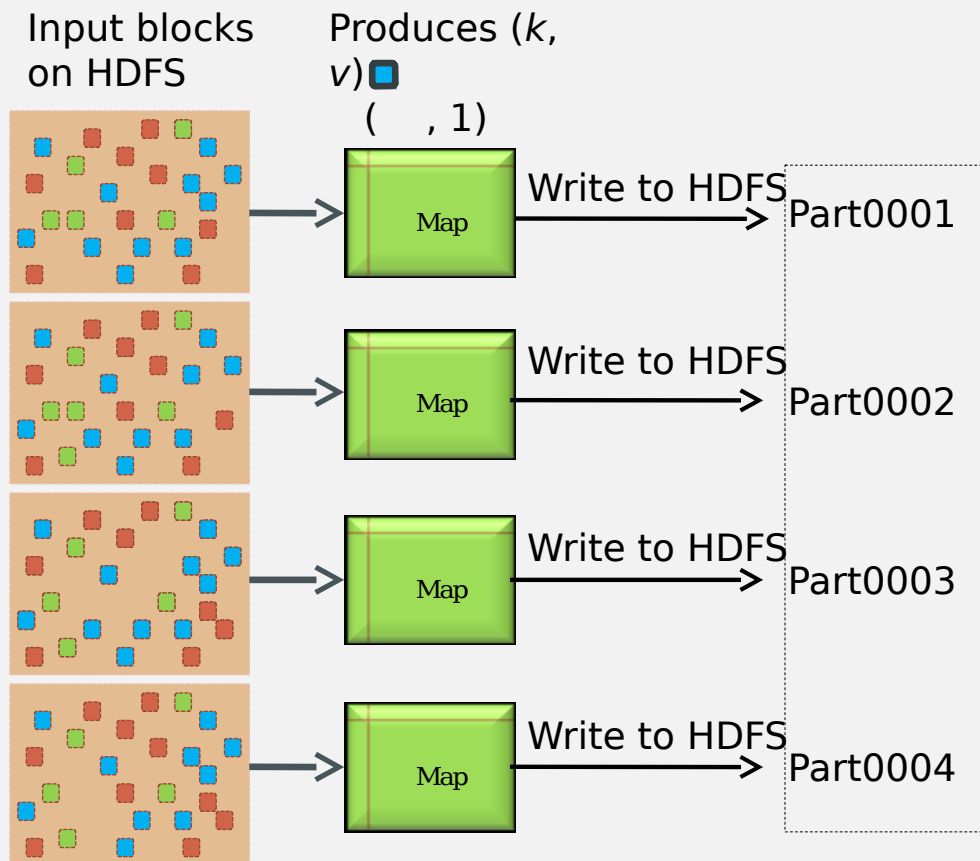 Input blocks
on HDFS
Produces (k,
v)
( , 1)
Map
Write to HDFS
Part0001
Map
Write to HDFS
Part0002
Map
Write to HDFS
Part0003
Map
Write to HDFS
Part0004